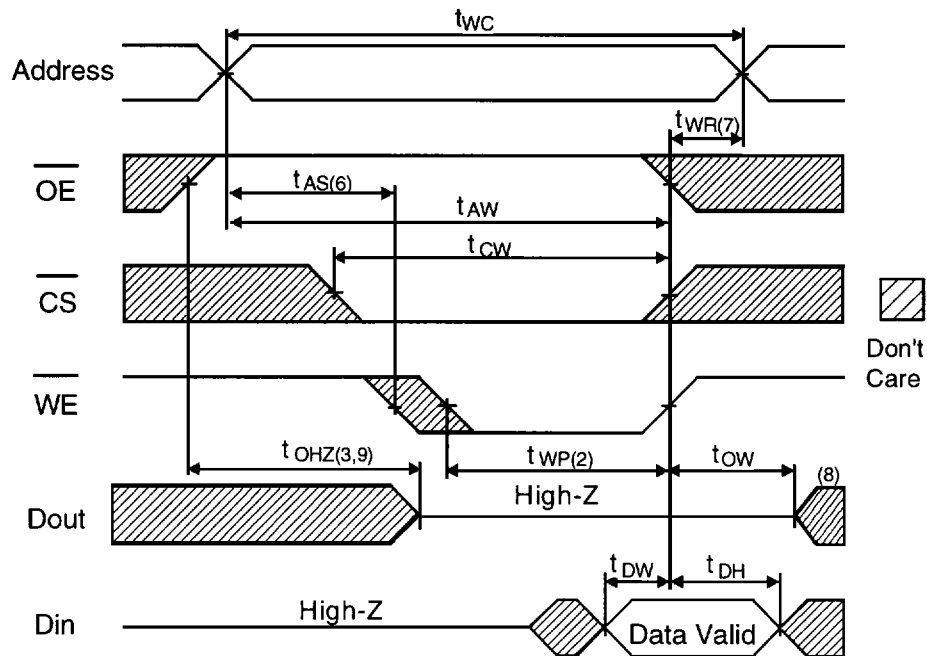 tWC
Address
tWR(7)
OE
tAS(6)
tAW
tCW
CS
Don't
Care
WE
tOHZ(3,9)
tWP(2)
tOW
(8)
High-Z
Dout
tDW
tDH
High-Z
Din
Data Valid